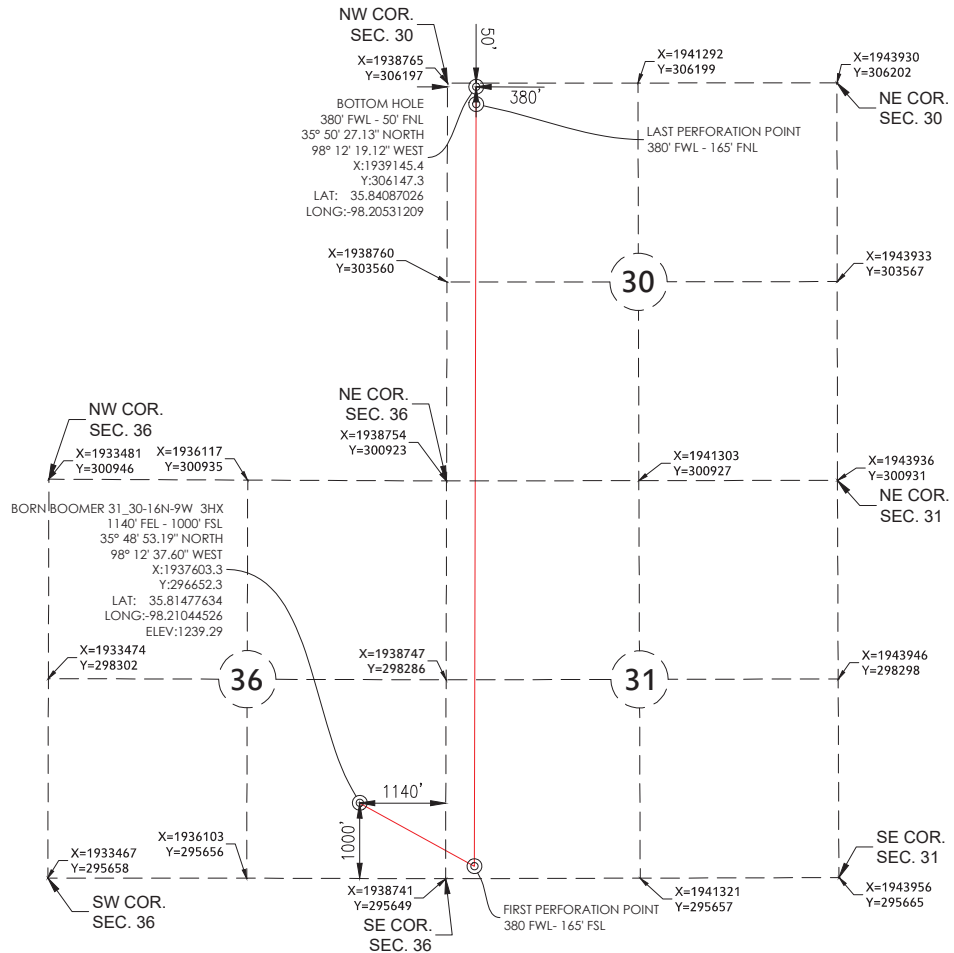 NW COR.
SEC. 30
50'
X=1938765
Y=306197
X=1941292
Y=306199
X=1943930
Y=306202
380'
NE COR.
SEC. 30
BOTTOM HOLE
380' FWL - 50' FNL
35° 50' 27.13" NORTH
98° 12' 19.12" WEST
X:1939145.4
Y:306147.3
LAT: 35.84087026
LONG:-98.20531209
LAST PERFORATION POINT
380' FWL - 165' FNL
X=1938760
Y=303560
30
X=1943933
Y=303567
NW COR.
SEC. 36
NE COR.
SEC. 36
X=1933481
Y=300946
X=1936117
Y=300935
X=1938754
Y=300923
X=1941303
Y=300927
X=1943936
Y=300931
NE COR.
SEC. 31
BORN BOOMER 31_30-16N-9W 3HX
1140' FEL - 1000' FSL
35° 48' 53.19" NORTH
98° 12' 37.60" WEST
X:1937603.3
Y:296652.3
LAT: 35.81477634
LONG:-98.21044526
ELEV:1239.29
X=1933474
Y=298302
36
X=1938747
Y=298286
31
X=1943946
Y=298298
1140'
1000'
X=1933467
Y=295658
X=1936103
Y=295656
SW COR.
SEC. 36
X=1938741
Y=295649
SE COR.
SEC. 36
FIRST PERFORATION POINT
380 FWL- 165' FSL
X=1941321
Y=295657
SE COR.
SEC. 31
X=1943956
Y=295665